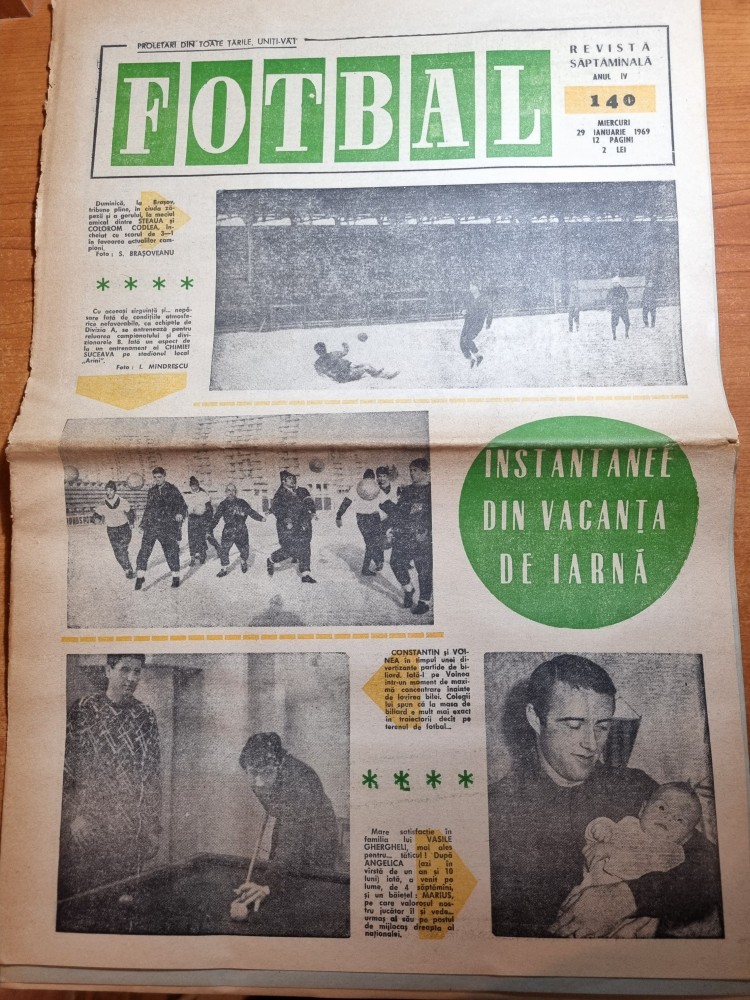 PROLETARI DIN TOATE ȚĂRILE, UNIȚI-VĂ!
FOTBAL
REVISTĂ
SĂPTĂMÎNALĂ
ANUL IV
140
MIERCURI
29 IANUARIE 1969
12 PAGINI
2 LEI
Duminică, la Brașov,
tribune pline, în ciuda ză-
pezii și a gerului, la meciul
amical dintre STEAUA și
COLOROM CODLEA, în-
cheiat cu scorul de 3—1
în favoarea actualilor cam-
pioni.
Foto : S. BRAȘOVEANU
* * * *
Cu aceeași sîrguință și... nepă-
sare față de condițiile atmosfe-
rice nefavorabile, ca echipele de
Divizia A, se antrenează pentru
reluarea campionatului și divi-
zionarele B. Iată un aspect de
la un antrenament al CHIMIEI
SUCEAVA pe stadionul local
„Arini”.
Foto : I. MINDRESCU
INSTANTANEE
DIN VACANȚA
DE IARNĂ
CONSTANTIN și VOI-
NEA în timpul unei di-
vertizante partide de bi-
liard. Iată-l pe Voinea
într-un moment de maxi-
mă concentrare înainte
de lovirea bilei. Colegii
lui spun că la masa de
biliard e mult mai exact
în traiectorii decît pe
terenul de fotbal...
* * * *
Mare satisfacție în
familia lui VASILE
GHERGHELI, mai ales
pentru... tăticul ! După
ANGELICA (azi în
vîrstă de un an și 10
luni) iată, a venit pe
lume, de 4 săptămîni,
și un băiețel : MARIUS,
pe care valorosul nos-
tru jucător îl și vede...
urmaș al său pe postul
de mijlocaș dreapta al
naționalei.